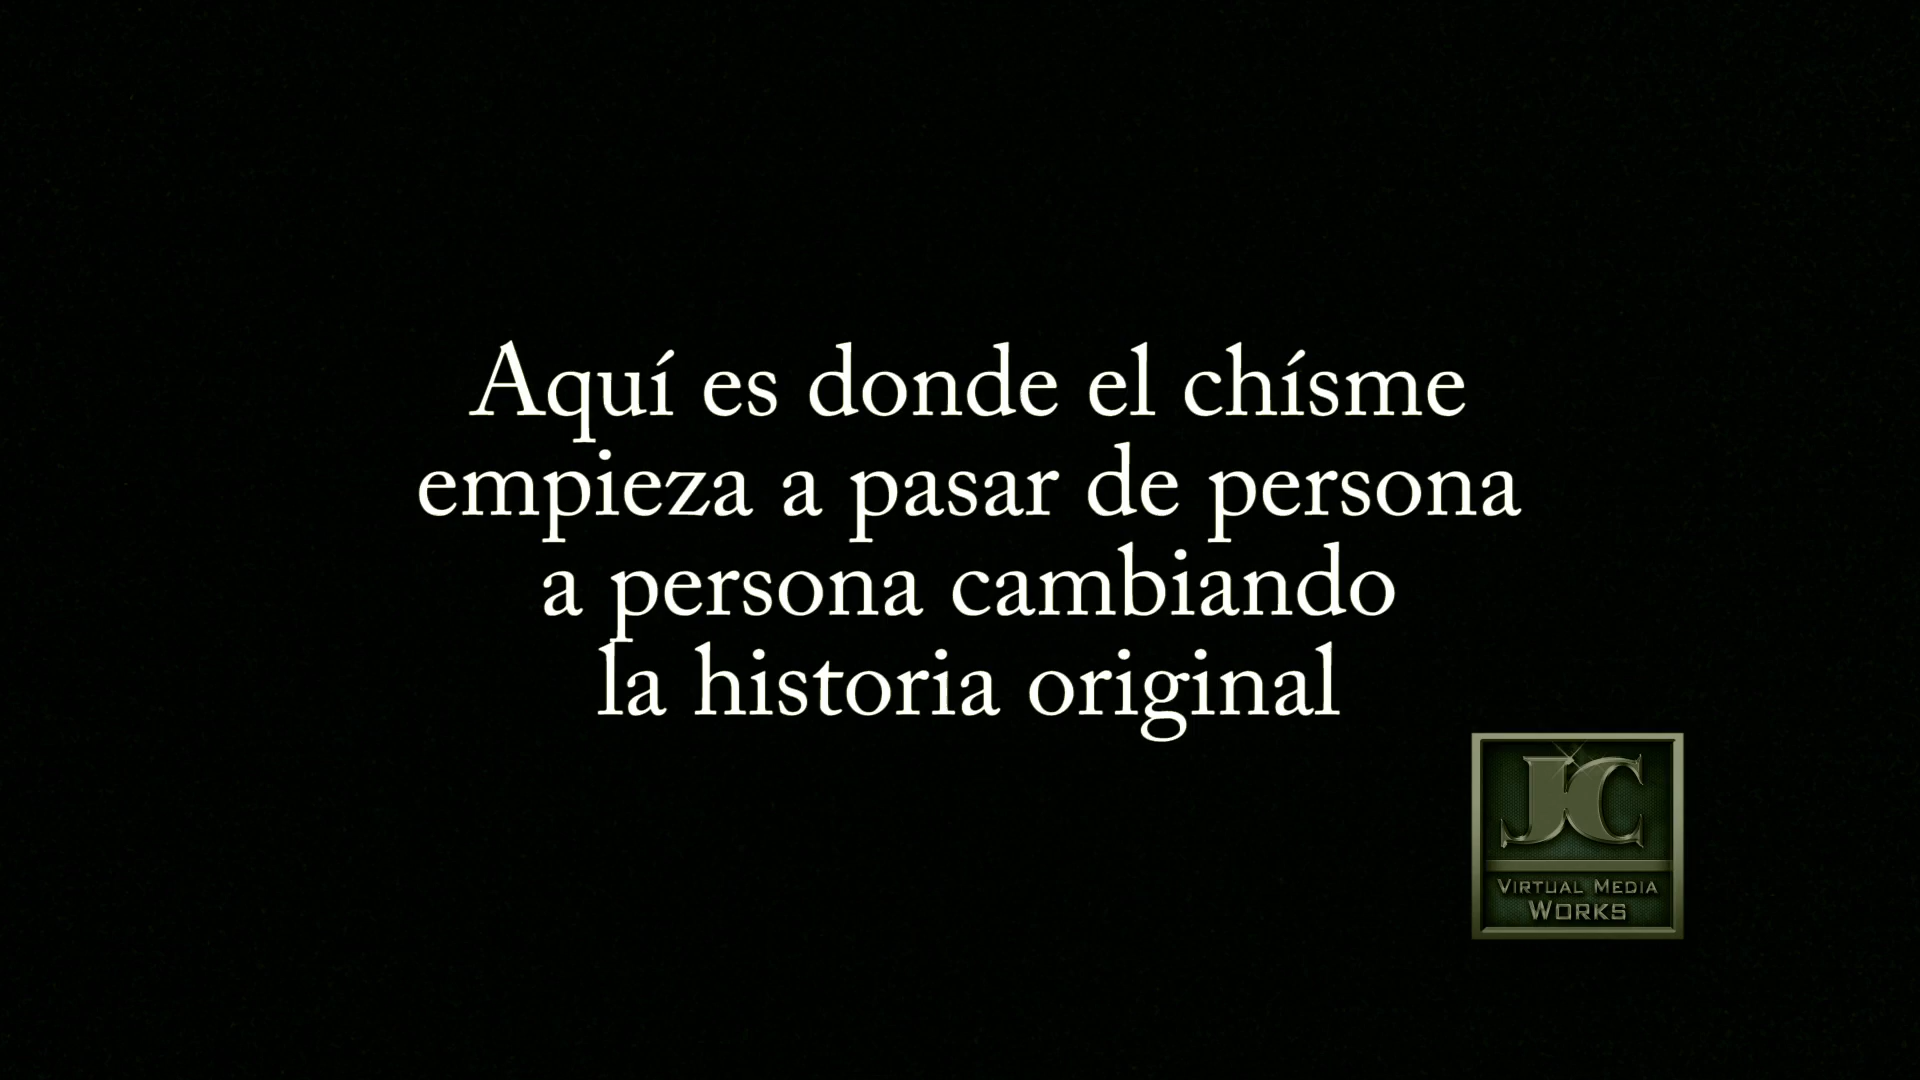 Aquí es donde el chísme
empieza a pasar de persona
a persona cambiando
la historia original
JC
VIRTUAL MEDIA
WORKS